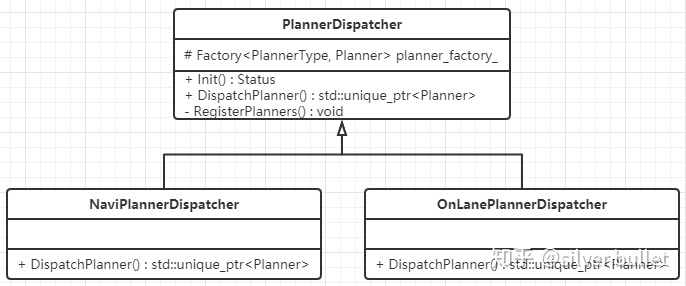 PlannerDispatcher
# Factory<PlannerType, Planner> planner_factory_
+ Init() : Status
+ DispatchPlanner() : std::unique_ptr<Planner>
- RegisterPlanners() : void
NaviPlannerDispatcher
+ DispatchPlanner() : std::unique_ptr<Planner>
OnLanePlannerDispatcher
+ DispatchPlanner() : std::unique_ptr<Planner>
知乎 @silverbullet